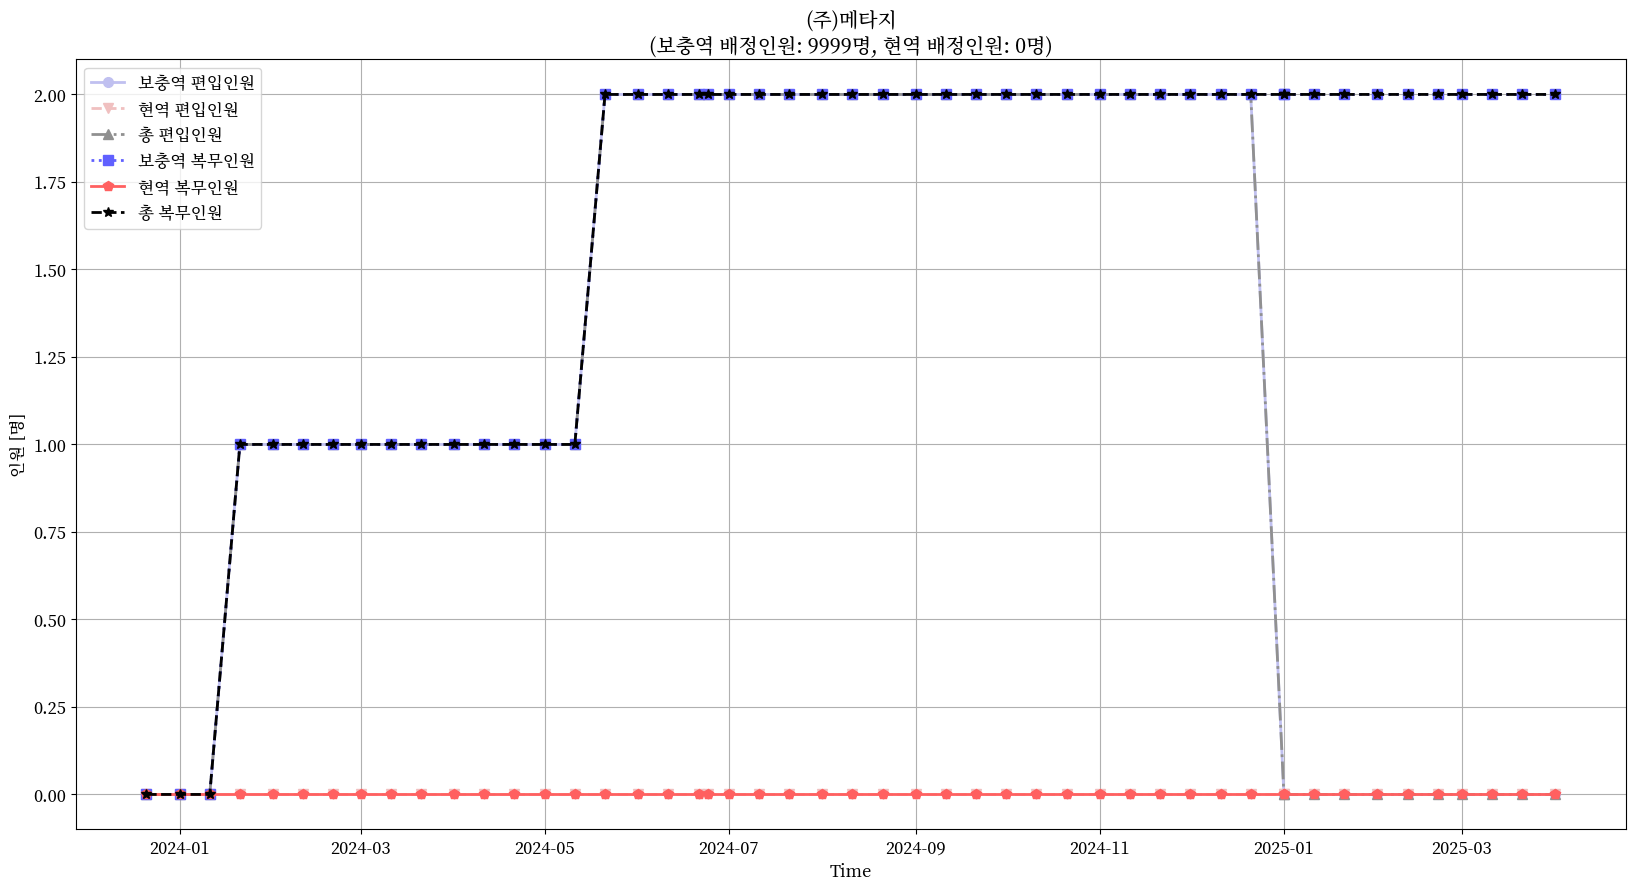 (주)메타지
(보충역 배정인원: 9999명, 현역 배정인원: 0명)
보충역 편입인원
현역 편입인원
총 편입인원
보충역 복무인원
현역 복무인원
총 복무인원
2.00
1.75
1.50
1.25
1.00
0.75
0.50
0.25
0.00
인원 [명]
2024-01 2024-03 2024-05 2024-07 2024-09 2024-11 2025-01 2025-03
Time